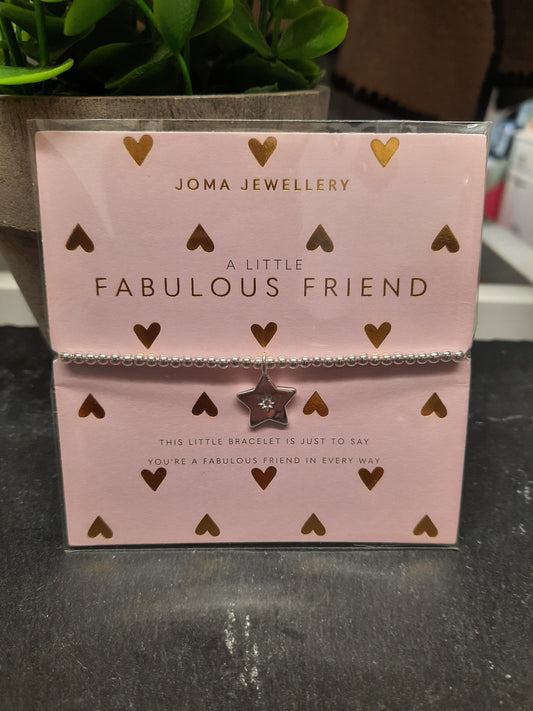 JOMA JEWELLERY
A LITTLE
FABULOUS FRIEND
THIS LITTLE BRACELET IS JUST TO SAY
YOU'RE A FABULOUS FRIEND IN EVERY WAY